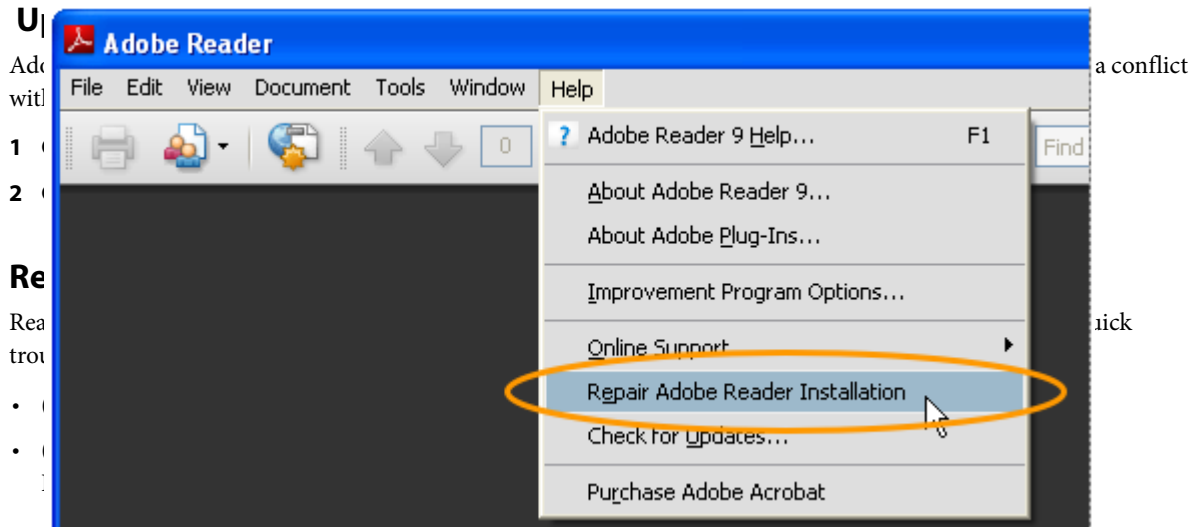 Adobe Reader
a conflict
File Edit View Document Tools Window Help
1
0
? Adobe Reader 9 Help... F1
Find
2
About Adobe Reader 9...
About Adobe Plug-Ins...
Improvement Program Options...
Online Support
Repair Adobe Reader Installation
Check for Updates...
Purchase Adobe Acrobat